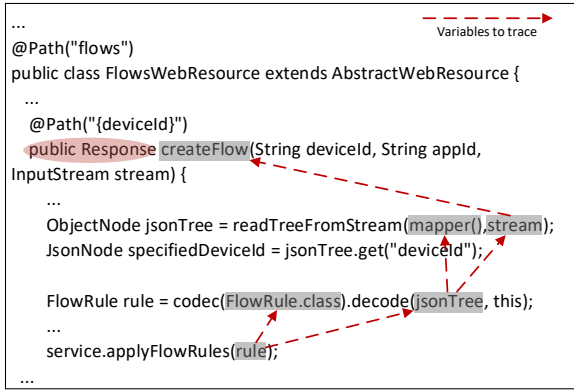 ...
Variables to trace
@Path("flows")
public class FlowsWebResource extends AbstractWebResource {
...
@Path("{deviceId}")
public Response createFlow(String deviceId, String appId,
InputStream stream) {
...
ObjectNode jsonTree = readTreeFromStream(mapper(),stream);
JsonNode specifiedDeviceId = jsonTree.get("deviceId");
FlowRule rule = codec(FlowRule.class).decode(jsonTree, this);
...
service.applyFlowRules(rule);
...